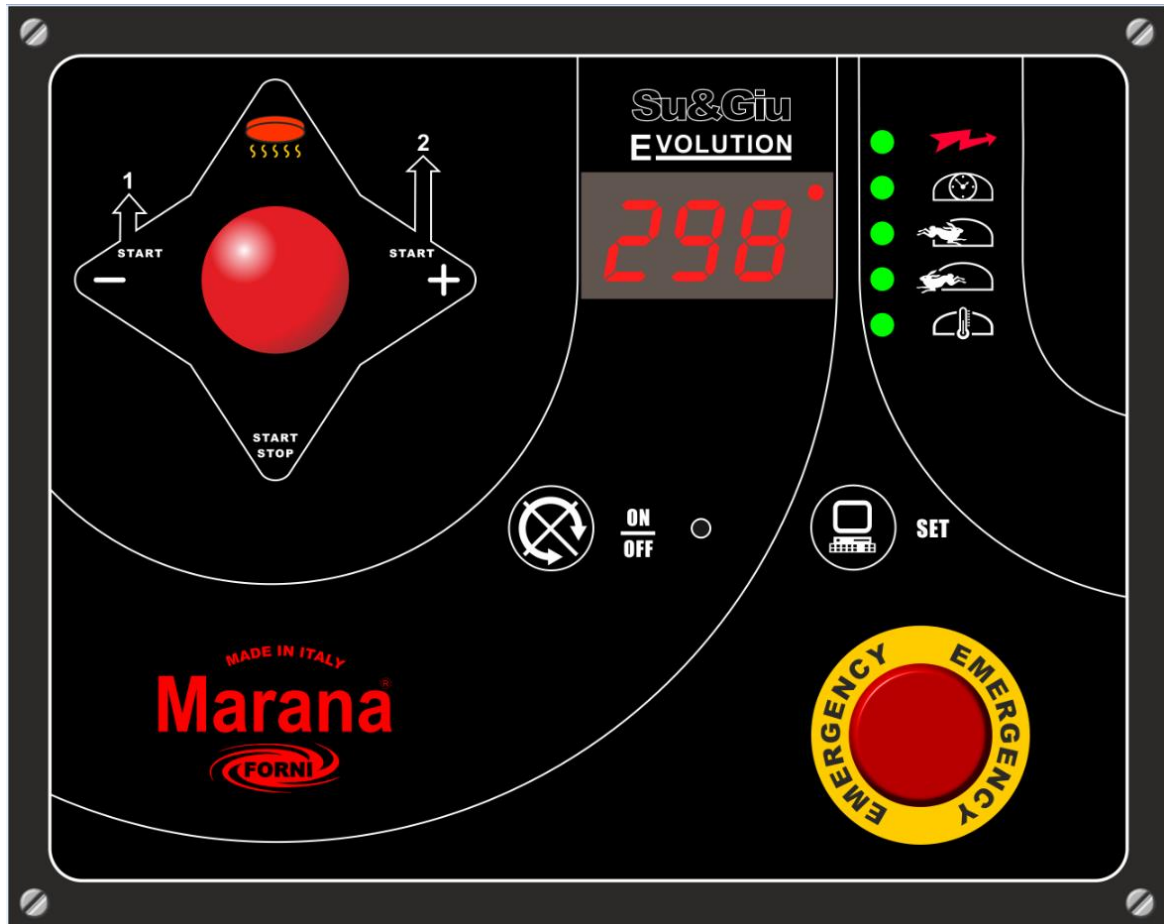 Su&Giu
EVOLUTION
1
2
START
START
−
+
298°
START
STOP
ON
OFF
SET
MADE IN ITALY
Marana®
FORNI
EMERGENCY
EMERGENCY